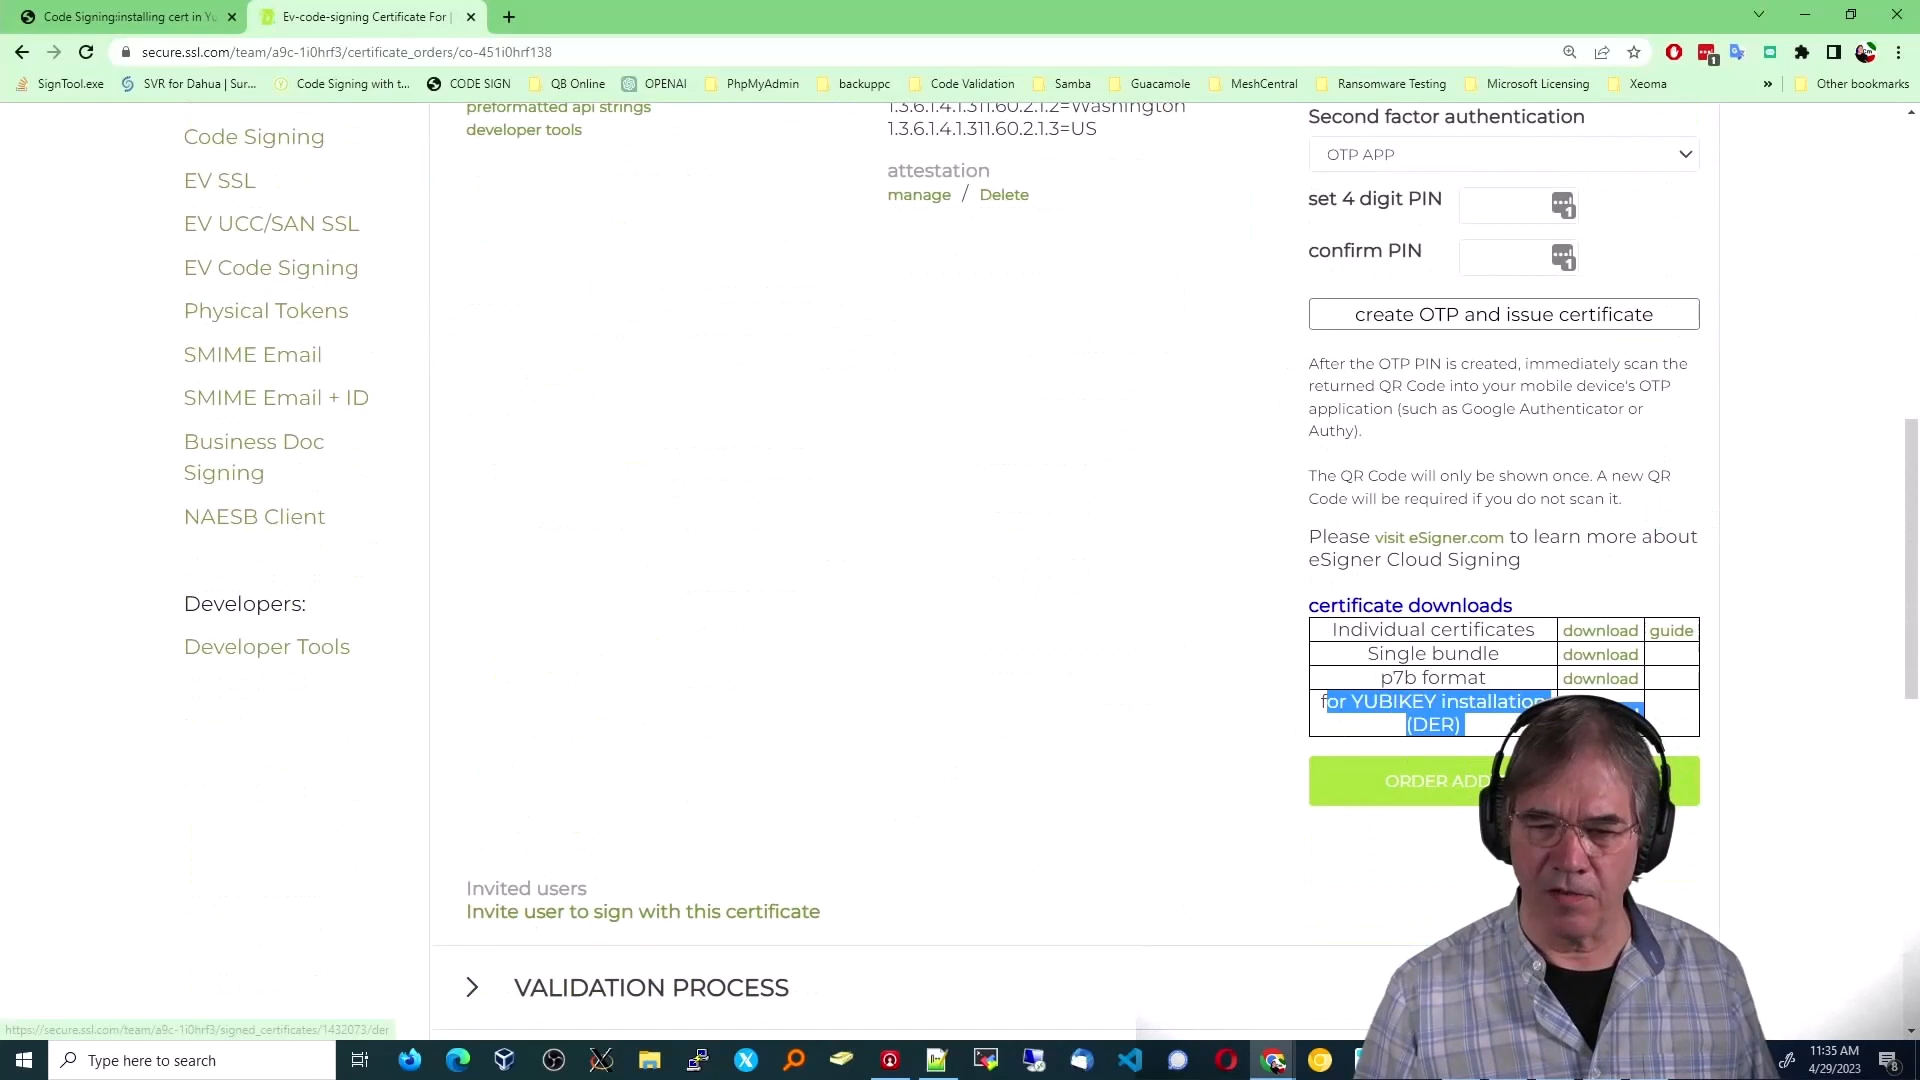 Code Signing:installing cert in Yu
Ev-code-signing Certificate For |
secure.ssl.com/team/a9c-1i0hrf3/certificate_orders/co-451i0hrf138
1
SignTool.exe
SVR for Dahua | Sur...
Code Signing with t...
CODE SIGN
QB Online
OPENAI
PhpMyAdmin
backuppc
Code Validation
Samba
Guacamole
MeshCentral
Ransomware Testing
Microsoft Licensing
Xeoma
»
Other bookmarks
Code Signing
EV SSL
EV UCC/SAN SSL
EV Code Signing
Physical Tokens
SMIME Email
SMIME Email + ID
Business Doc
Signing
NAESB Client
Developers:
Developer Tools
preformatted api strings
developer tools
1.3.6.1.4.1.311.60.2.1.2=Washington
1.3.6.1.4.1.311.60.2.1.3=US
attestation
manage / Delete
Second factor authentication
OTP APP
set 4 digit PIN
1
confirm PIN
1
create OTP and issue certificate
After the OTP PIN is created, immediately scan the
returned QR Code into your mobile device's OTP
application (such as Google Authenticator or
Authy).
The QR Code will only be shown once. A new QR
Code will be required if you do not scan it.
Please visit eSigner.com to learn more about
eSigner Cloud Signing
certificate downloads
Individual certificates download guide
Single bundle download
p7b format download
for YUBIKEY installation
(DER)
ORDER ADD
Invited users
Invite user to sign with this certificate
VALIDATION PROCESS
https://secure.ssl.com/team/a9c-1i0hrf3/signed_certificates/1432073/der
Type here to search
11:35 AM
4/29/2023
8